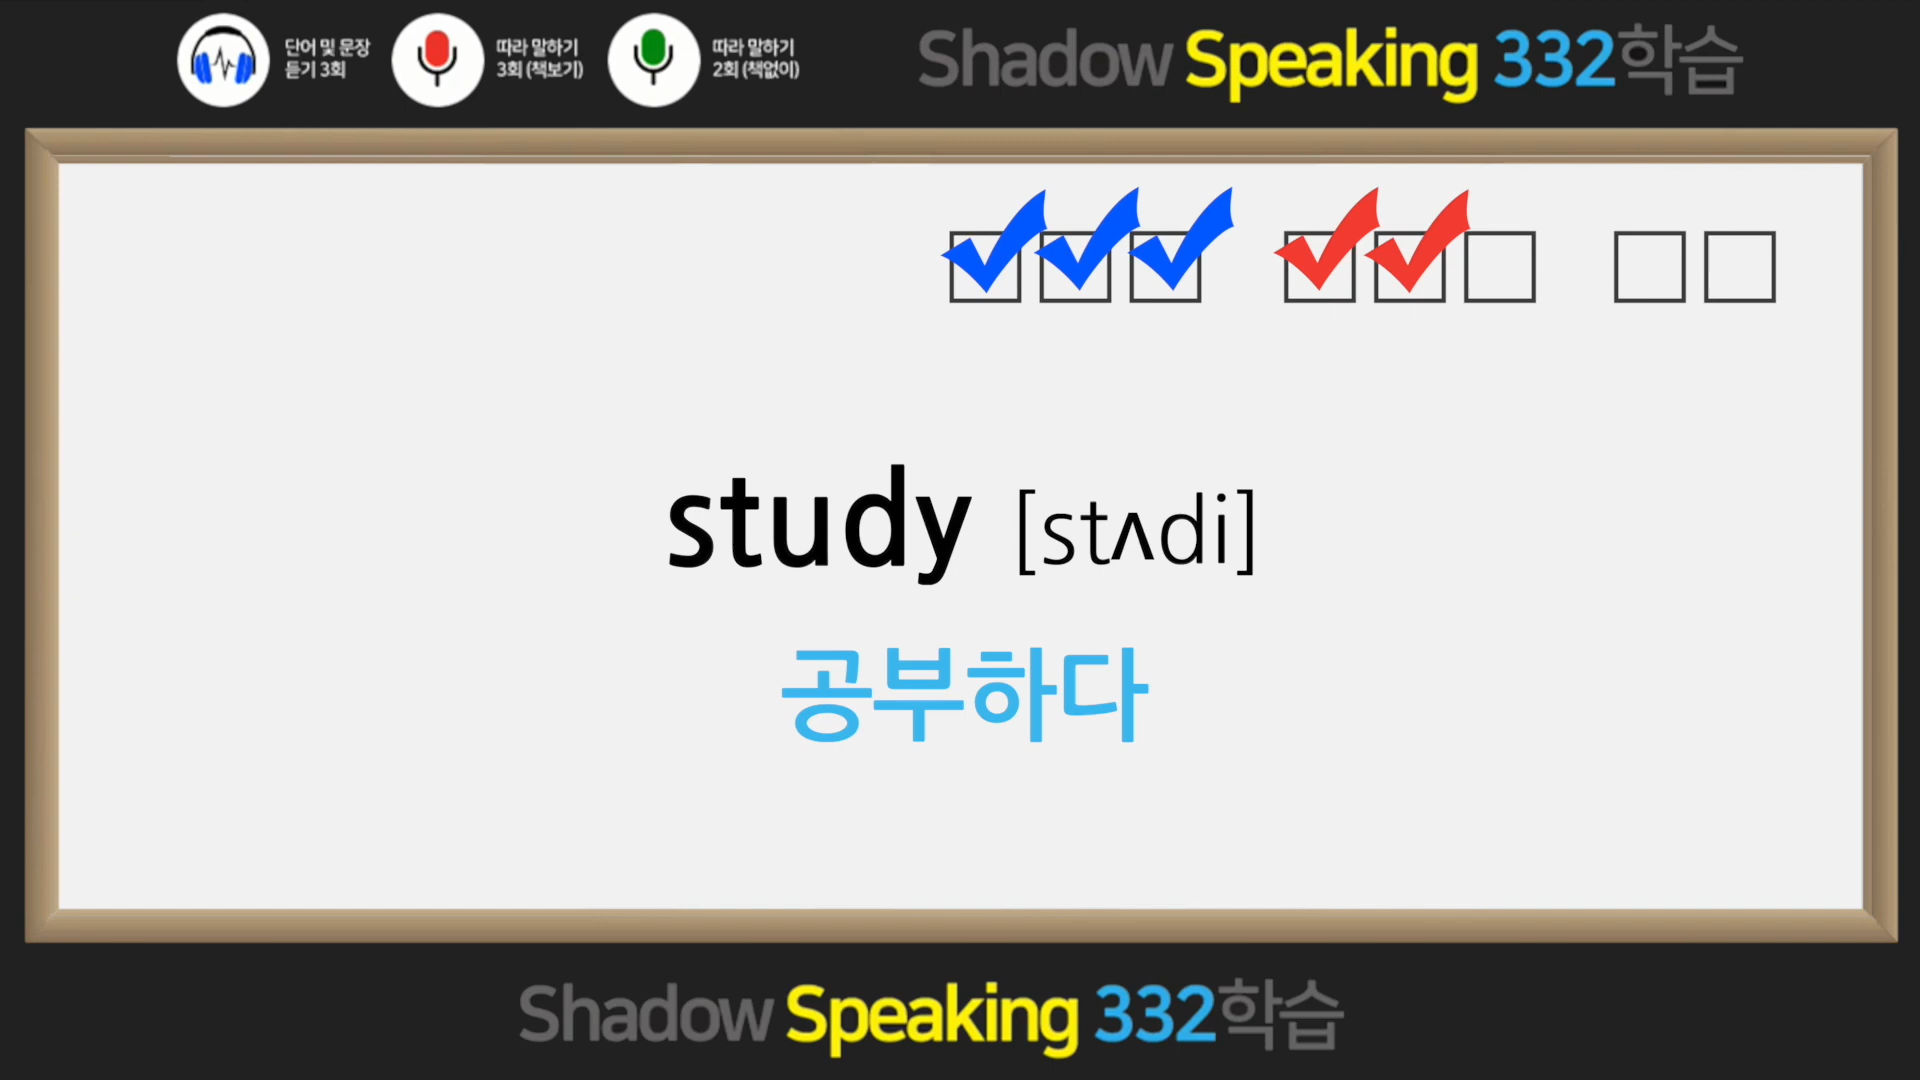 단어 및 문장
듣기 3회
따라 말하기
3회 (책보기)
따라 말하기
2회 (책없이)
Shadow Speaking 332학습
study [stʌdi]
공부하다
Shadow Speaking 332학습